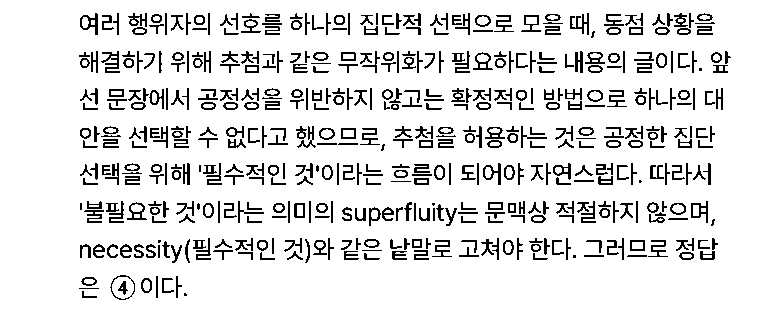 여러 행위자의 선호를 하나의 집단적 선택으로 모을 때, 동점 상황을
해결하기 위해 추첨과 같은 무작위화가 필요하다는 내용의 글이다. 앞
선 문장에서 공정성을 위반하지 않고는 확정적인 방법으로 하나의 대
안을 선택할 수 없다고 했으므로, 추첨을 허용하는 것은 공정한 집단
선택을 위해 '필수적인 것'이라는 흐름이 되어야 자연스럽다. 따라서
'불필요한 것'이라는 의미의 superfluity는 문맥상 적절하지 않으며,
necessity(필수적인 것)와 같은 낱말로 고쳐야 한다. 그러므로 정답
은 ④이다.